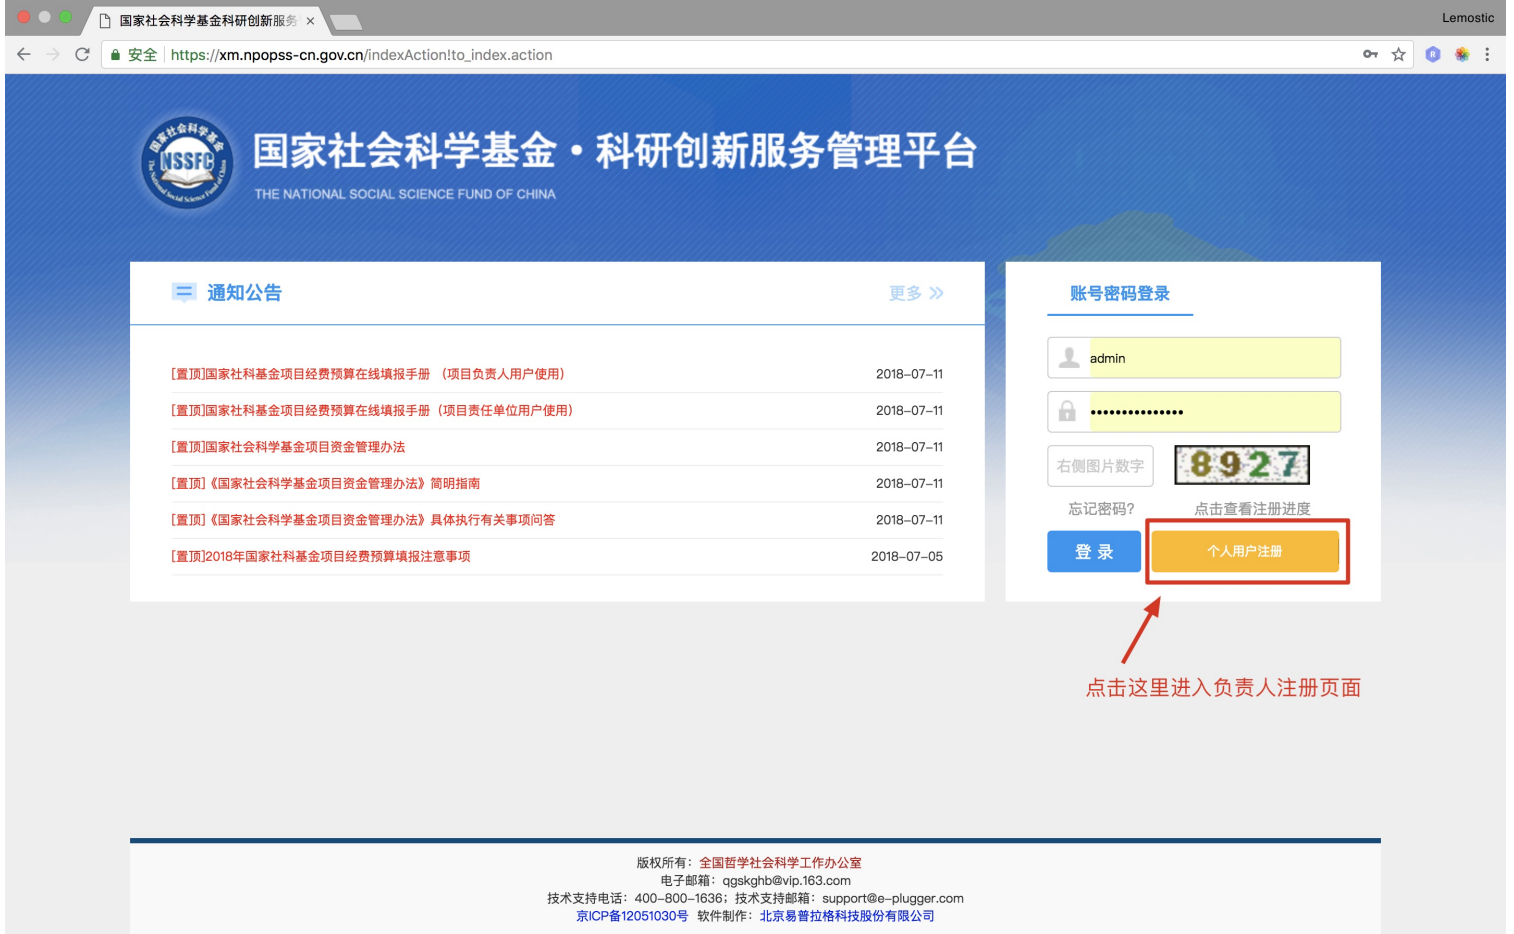 国家社会科学基金科研创新服务
Lemostic
安全 https://xm.npopss-cn.gov.cn/indexAction!to_index.action
国家社会科学基金
NSSFC
The National Social Science Fund of China
国家社会科学基金·科研创新服务管理平台
THE NATIONAL SOCIAL SCIENCE FUND OF CHINA
通知公告
更多
[置顶]国家社科基金项目经费预算在线填报手册 （项目负责人用户使用） 2018-07-11
[置顶]国家社科基金项目经费预算在线填报手册（项目责任单位用户使用） 2018-07-11
[置顶]国家社会科学基金项目资金管理办法 2018-07-11
[置顶]《国家社会科学基金项目资金管理办法》简明指南 2018-07-11
[置顶]《国家社会科学基金项目资金管理办法》具体执行有关事项问答 2018-07-11
[置顶]2018年国家社科基金项目经费预算填报注意事项 2018-07-05
账号密码登录
admin
右侧图片数字 8927
忘记密码? 点击查看注册进度
登 录 个人用户注册
点击这里进入负责人注册页面
版权所有：全国哲学社会科学工作办公室
电子邮箱：qgskghb@vip.163.com
技术支持电话：400-800-1636；技术支持邮箱：support@e-plugger.com
京ICP备12051030号 软件制作：北京易普拉格科技股份有限公司